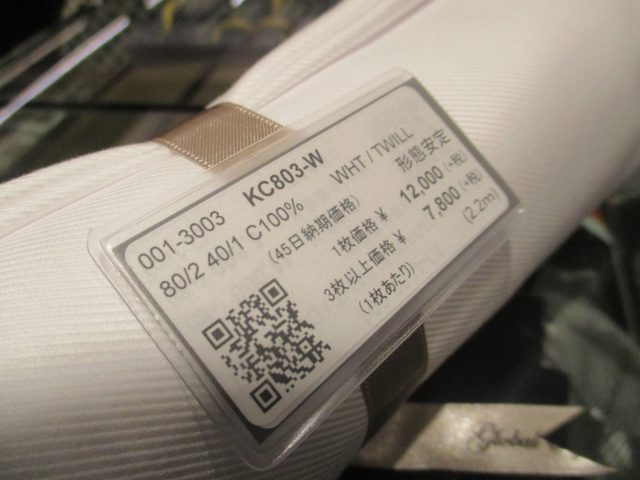 001-3003 KC803-W
80/2 40/1 C100% WHT / TWILL
(45日納期価格) 形態安定
1枚価格 ¥ 12,000 (+税)
3枚以上価格 ¥ 7,800 (+税)
(1枚あたり) (2.2m)
Global